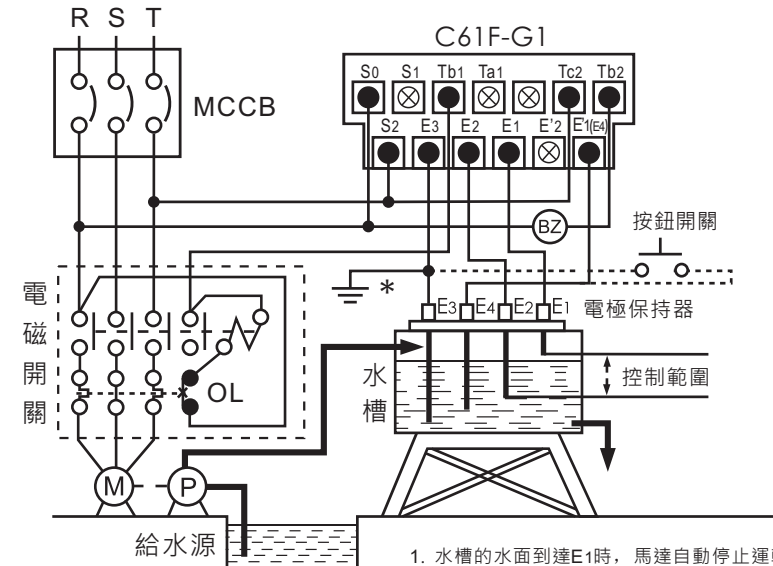 R S T
C61F-G1
S0 S1 Tb1 Ta1 Tc2 Tb2
MCCB
S2 E3 E2 E1 E'2 E'1(E4)
BZ
按鈕開關
*
E3 E4 E2 E1
電極保持器
電磁開關
OL
水槽
控制範圍
M P
給水源
1. 水槽的水面到達E1時，馬達自動停止運